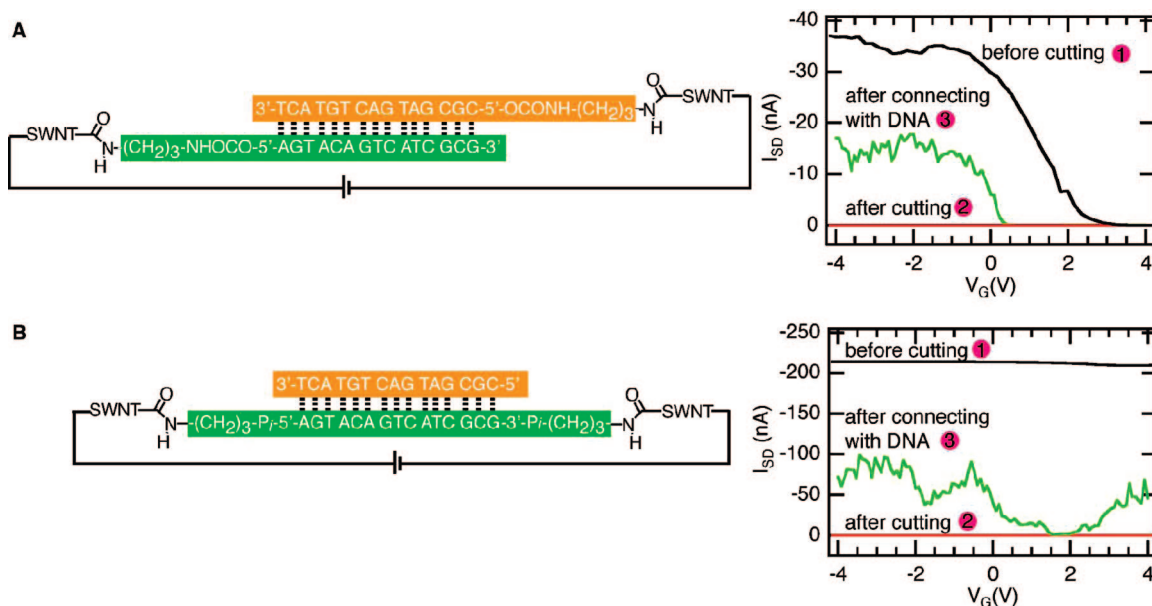 A
3'-TCA TGT CAG TAG CGC-5'-OCONH-(CH2)3
N
H
O
SWNT
SWNT
O
N
H
(CH2)3-NHOCO-5'-AGT ACA GTC ATC GCG-3'
-40
-30
-20
-10
0
ISD (nA)
before cutting 1
after connecting
with DNA 3
after cutting 2
-4 -2 0 2 4
VG(V)
B
3'-TCA TGT CAG TAG CGC-5'
SWNT
O
N
H
-(CH2)3-Pi-5'-AGT ACA GTC ATC GCG-3'-Pi-(CH2)3-
N
H
O
SWNT
-250
-200
-150
-100
-50
0
ISD (nA)
before cutting 1
after connecting
with DNA 3
after cutting 2
-4 -2 0 2 4
VG(V)